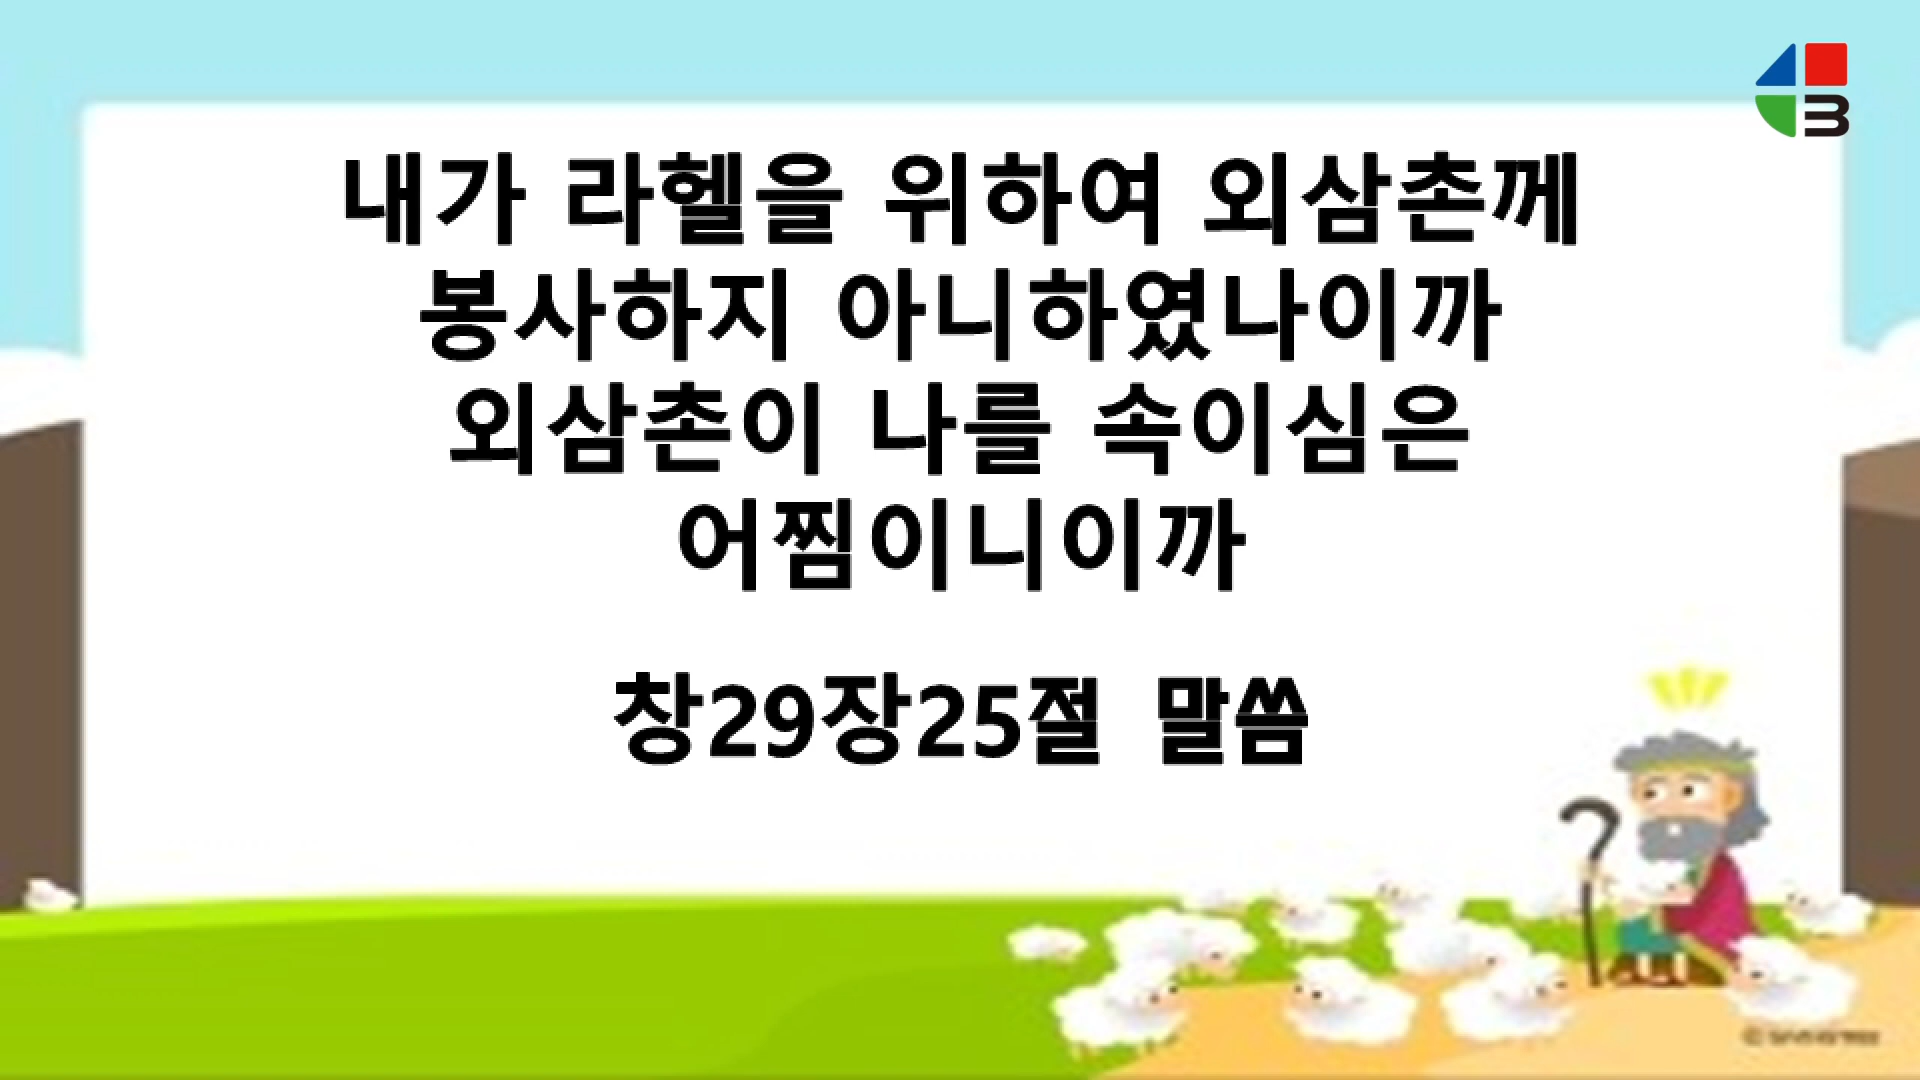 내가 라헬을 위하여 외삼촌께
봉사하지 아니하였나이까
외삼촌이 나를 속이심은
어찜이니이까
창29장25절 말씀